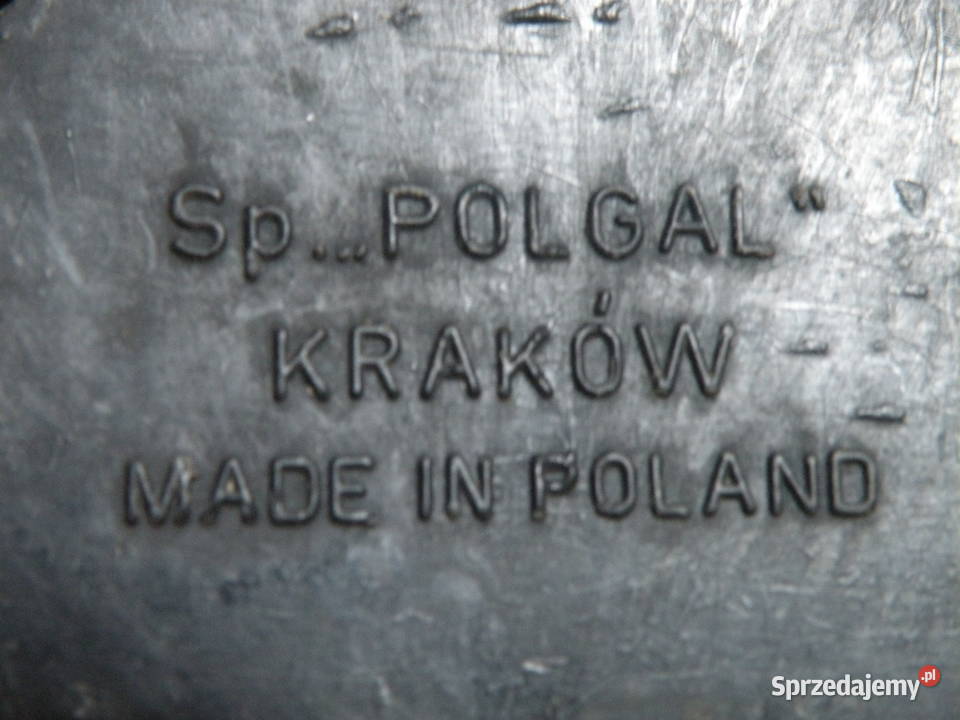 Sp. „POLGAL“
KRAKÓW
MADE IN POLAND
Sprzedajemy.pl